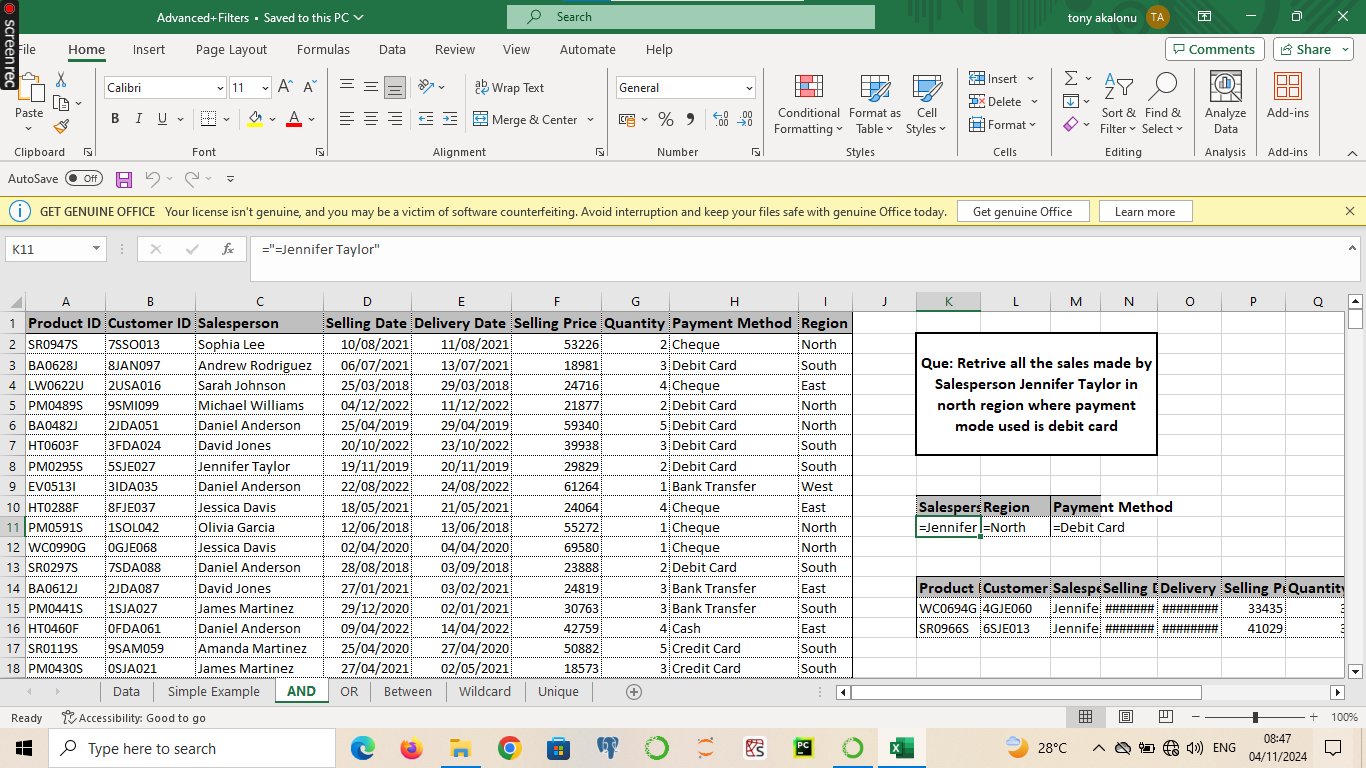 screen rec
Advanced+Filters • Saved to this PC
Search
tony akalonu
TA
File
Home
Insert
Page Layout
Formulas
Data
Review
View
Automate
Help
Comments
Share
Paste
Clipboard
Calibri
11
B I U
Font
Wrap Text
Merge & Center
Alignment
General
Number
Conditional Formatting
Format as Table
Cell Styles
Styles
Insert
Delete
Format
Cells
Sort & Filter
Find & Select
Editing
Analyze Data
Analysis
Add-ins
Add-ins
AutoSave Off
GET GENUINE OFFICE Your license isn't genuine, and you may be a victim of software counterfeiting. Avoid interruption and keep your files safe with genuine Office today.
Get genuine Office
Learn more
K11
fx
="=Jennifer Taylor"
A B C D E F G H I J K L M N O P Q
1 Product ID Customer ID Salesperson Selling Date Delivery Date Selling Price Quantity Payment Method Region
2 SR0947S 7SSO013 Sophia Lee 10/08/2021 11/08/2021 53226 2 Cheque North
3 BA0628J 8JAN097 Andrew Rodriguez 06/07/2021 13/07/2021 18981 3 Debit Card South
4 LW0622U 2USA016 Sarah Johnson 25/03/2018 29/03/2018 24716 4 Cheque East
5 PM0489S 9SMI099 Michael Williams 04/12/2022 11/12/2022 21877 2 Debit Card North
6 BA0482J 2JDA051 Daniel Anderson 25/04/2019 29/04/2019 59340 5 Debit Card North
7 HT0603F 3FDA024 David Jones 20/10/2022 23/10/2022 39938 3 Debit Card South
8 PM0295S 5SJE027 Jennifer Taylor 19/11/2019 20/11/2019 29829 2 Debit Card South
9 EV0513I 3IDA035 Daniel Anderson 22/08/2022 24/08/2022 61264 1 Bank Transfer West
10 HT0288F 8FJE037 Jessica Davis 18/05/2021 21/05/2021 24064 4 Cheque East
11 PM0591S 1SOL042 Olivia Garcia 12/06/2018 13/06/2018 55272 1 Cheque North
12 WC0990G 0GJE068 Jessica Davis 02/04/2020 04/04/2020 69580 1 Cheque North
13 SR0297S 7SDA088 Daniel Anderson 28/08/2018 03/09/2018 23888 2 Debit Card South
14 BA0612J 2JDA087 David Jones 27/01/2021 03/02/2021 24819 3 Bank Transfer East
15 PM0441S 1SJA027 James Martinez 29/12/2020 02/01/2021 30763 3 Bank Transfer South
16 HT0460F 0FDA061 Daniel Anderson 09/04/2022 14/04/2022 42759 4 Cash East
17 SR0119S 9SAM059 Amanda Martinez 25/04/2020 27/04/2020 50882 5 Credit Card South
18 PM0430S 0SJA021 James Martinez 27/04/2021 02/05/2021 18573 3 Credit Card South
Que: Retrive all the sales made by
Salesperson Jennifer Taylor in
north region where payment
mode used is debit card
Salespers Region Payment Method
=Jennifer =North =Debit Card
Product Customer Salespe Selling D Delivery Selling Pr Quantity
WC0694G 4GJE060 Jennife ####### ######## 33435 3
SR0966S 6SJE013 Jennife ####### ######## 41029 3
Data
Simple Example
AND
OR
Between
Wildcard
Unique
Ready
Accessibility: Good to go
100%
Type here to search
28°C
ENG
08:47
04/11/2024